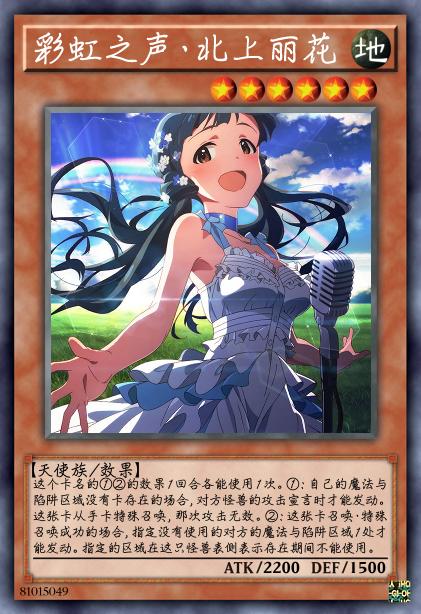 彩虹之声·北上丽花
地
【天使族/效果】
这个卡名的①②的效果1回合各能使用1次。①：自己的魔法与
陷阱区域没有卡存在的场合，对方怪兽的攻击宣言时才能发动。
这张卡从手卡特殊召唤，那次攻击无效。②：这张卡召唤·特殊
召唤成功的场合，指定没有使用的对方的魔法与陷阱区域1处才
能发动。指定的区域在这只怪兽表侧表示存在期间不能使用。
ATK/2200 DEF/1500
81015049